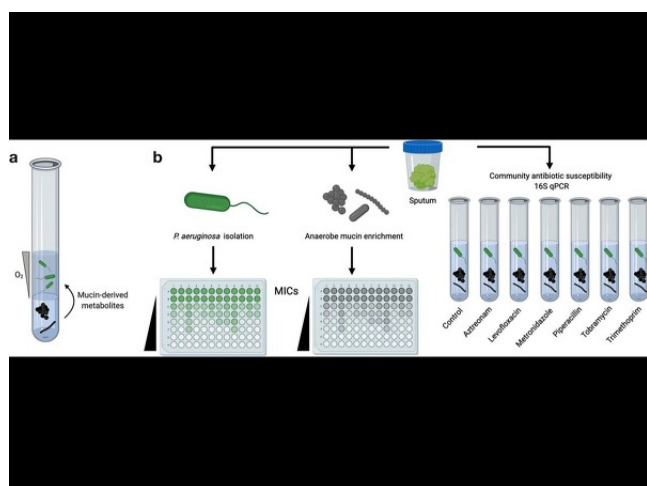 a
O₂
Mucin-derived
metabolites
b
P. aeruginosa isolation
Anaerobe mucin enrichment
MICs
Sputum
Community antibiotic susceptibility
16S qPCR
Control
Aztreonam
Levofloxacin
Metronidazole
Piperacillin
Tobramycin
Trimethoprim